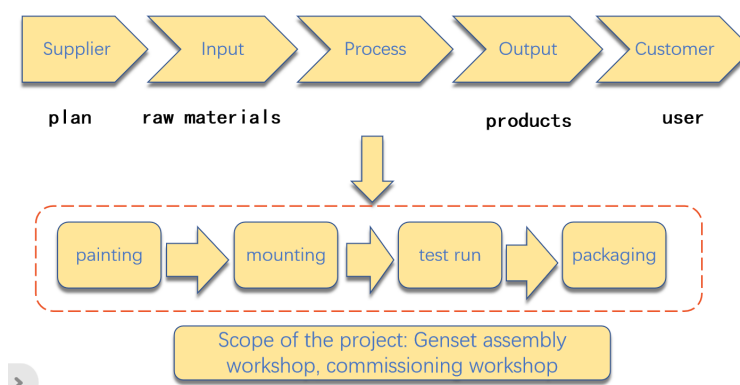 Supplier Input Process Output Customer
plan raw materials products user
painting mounting test run packaging
Scope of the project: Genset assembly
workshop, commissioning workshop